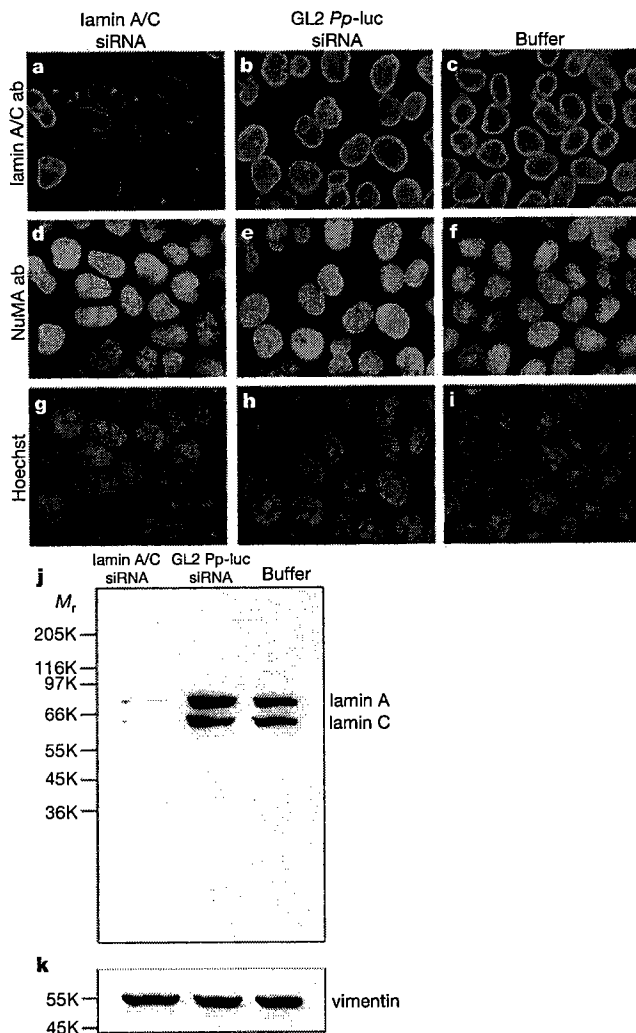 lamin A/C siRNA
GL2 Pp-luc siRNA
Buffer
lamin A/C ab
a
b
c
NuMA ab
d
e
f
Hoechst
g
h
i
j
lamin A/C siRNA
GL2 Pp-luc siRNA
Buffer
Mr
205K
116K
97K
66K
55K
45K
36K
lamin A
lamin C
k
55K
45K
vimentin